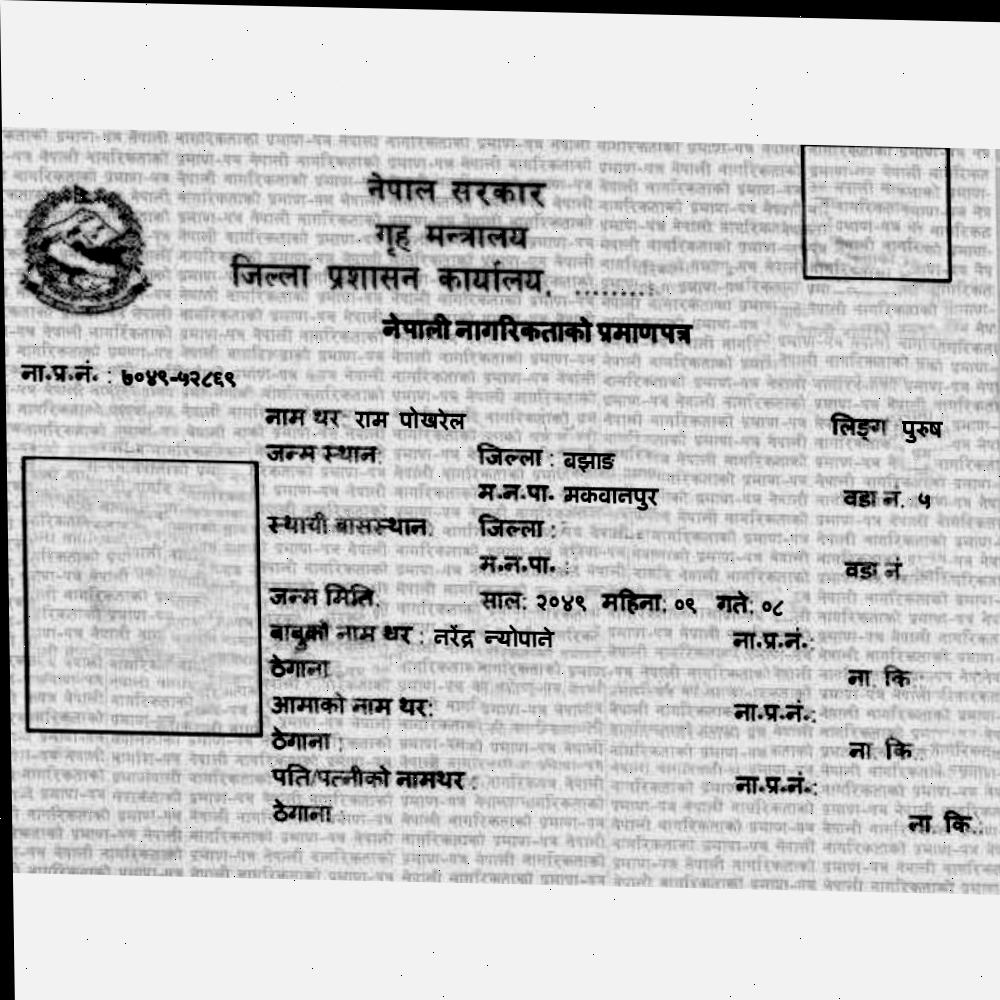 नेपाल सरकार
गृह मन्त्रालय
जिल्ला प्रशासन कार्यालय, .........
नेपाली नागरिकताको प्रमाणपत्र
ना.प्र.नं. : ७०४९-५२८६९
नाम थर राम पोखरेल लिङ्ग पुरुष
जन्म स्थान: जिल्ला : बझाङ
म.न.पा. मकवानपुर वडा नं. ५
स्थायी बासस्थान: जिल्ला :
म.न.पा. : वडा नं
जन्म मिति: साल: २०४९ महिना: ०९ गते: ०८
बाबुको नाम थर : नरेंद्र न्योपाने ना.प्र.नं.:
ठेगाना ना. कि.:
आमाको नाम थर: ना.प्र.नं.:
ठेगाना : ना. कि.:
पति/पत्नीको नामथर : ना.प्र.नं.:
ठेगाना : ना. कि.: